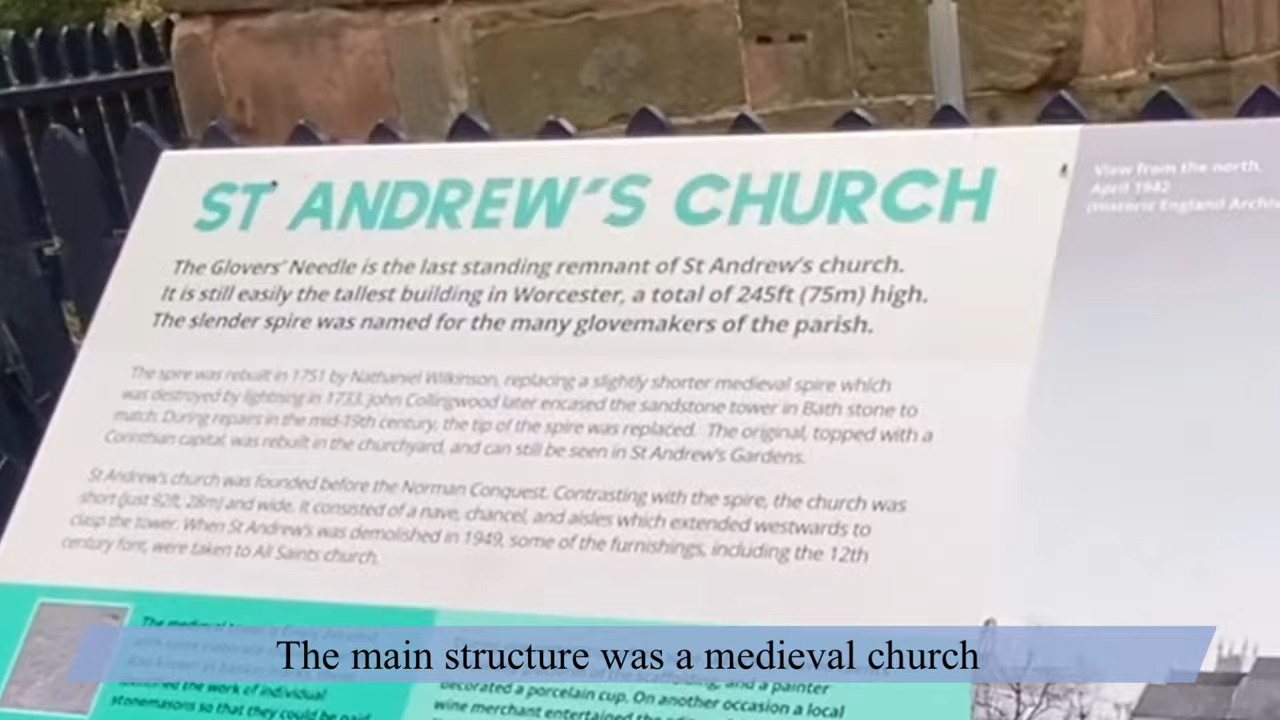 ST ANDREW'S CHURCH
View from the north,
April 1942
(Historic England Archiv
The Glovers' Needle is the last standing remnant of St Andrew's church.
It is still easily the tallest building in Worcester, a total of 245ft (75m) high.
The slender spire was named for the many glovemakers of the parish.
The spire was rebuilt in 1751 by Nathaniel Wilkinson, replacing a slightly shorter medieval spire which
was destroyed by lightning in 1733. John Collingwood later encased the sandstone tower in Bath stone to
match. During repairs in the mid-19th century, the tip of the spire was replaced. The original, topped with a
Corinthian capital, was rebuilt in the churchyard, and can still be seen in St Andrew's Gardens.
St Andrew's church was founded before the Norman Conquest. Contrasting with the spire, the church was
short (just 92ft, 28m) and wide. It consisted of a nave, chancel, and aisles which extended westwards to
clasp the tower. When St Andrew's was demolished in 1949, some of the furnishings, including the 12th
century font, were taken to All Saints church.
The medieval
the work of individual
stonemasons so that they could be paid
and a painter
decorated a porcelain cup. On another occasion a local
wine merchant entertained the
The main structure was a medieval church